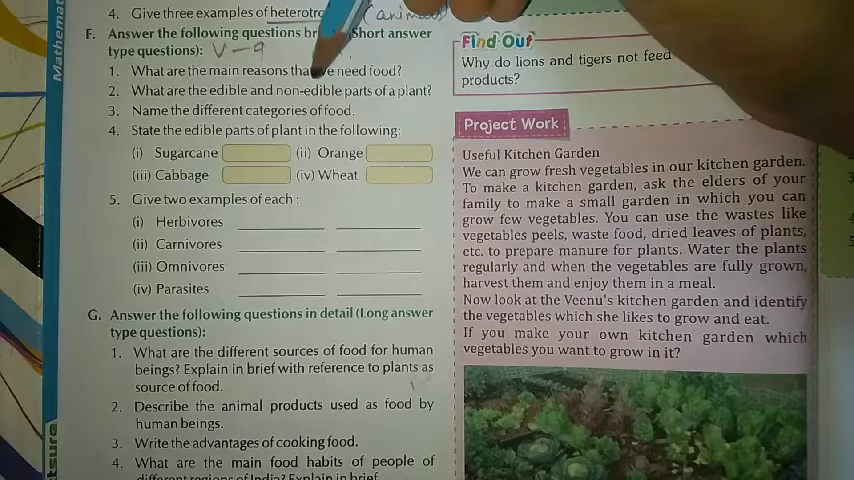 Mathemat
4. Give three examples of heterotro (animals
F. Answer the following questions br Short answer
type questions): V-9
1. What are the main reasons tha e need food?
2. What are the edible and non-edible parts of a plant?
3. Name the different categories of food.
4. State the edible parts of plant in the following:
(i) Sugarcane (ii) Orange
(iii) Cabbage (iv) Wheat
5. Give two examples of each :
(i) Herbivores
(ii) Carnivores
(iii) Omnivores
(iv) Parasites
G. Answer the following questions in detail (Long answer
type questions):
1. What are the different sources of food for human
beings? Explain in brief with reference to plants as
source of food.
2. Describe the animal products used as food by
human beings.
3. Write the advantages of cooking food.
4. What are the main food habits of people of
different regions of India? Explain in brief
Find Out
Why do lions and tigers not feed
products?
Project Work
Useful Kitchen Garden
We can grow fresh vegetables in our kitchen garden.
To make a kitchen garden, ask the elders of your
family to make a small garden in which you can
grow few vegetables. You can use the wastes like
vegetables peels, waste food, dried leaves of plants,
etc. to prepare manure for plants. Water the plants
regularly and when the vegetables are fully grown,
harvest them and enjoy them in a meal.
Now look at the Veenu's kitchen garden and identify
the vegetables which she likes to grow and eat.
If you make your own kitchen garden which
vegetables you want to grow in it?